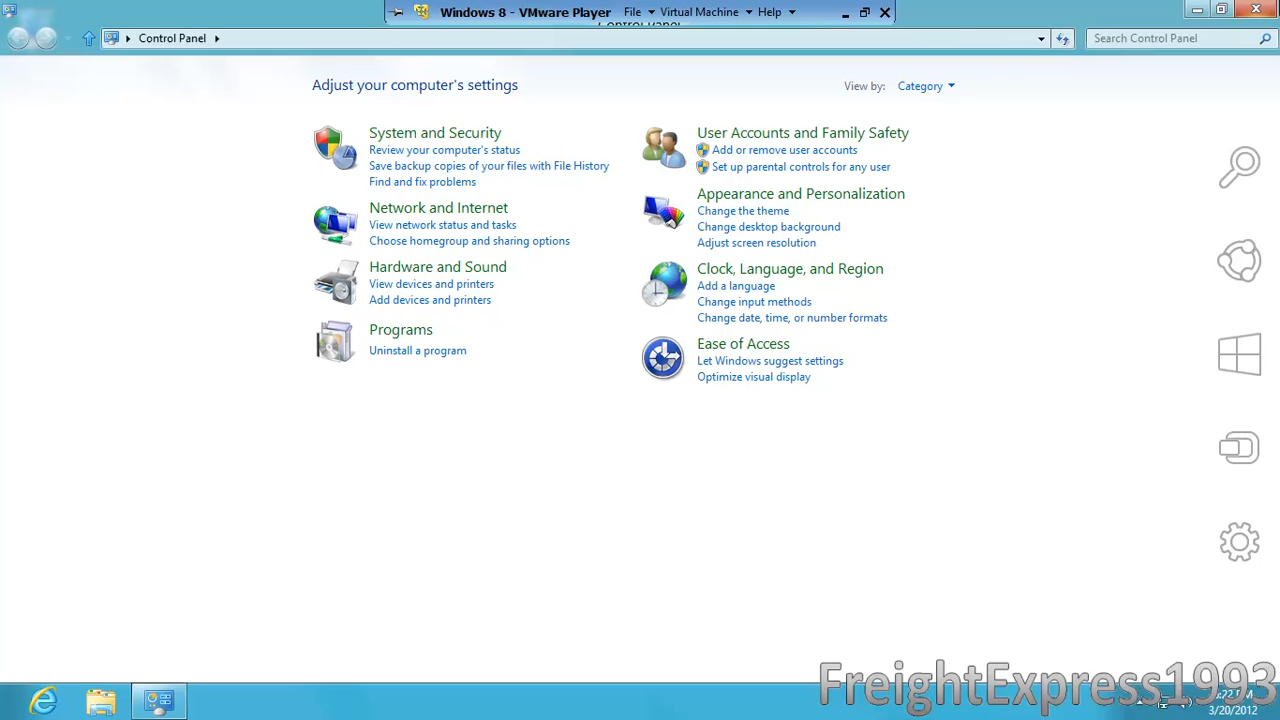 Windows 8 - VMware Player File Virtual Machine Help
Control Panel
Control Panel
Search Control Panel
Adjust your computer's settings
View by: Category
System and Security
Review your computer's status
Save backup copies of your files with File History
Find and fix problems
Network and Internet
View network status and tasks
Choose homegroup and sharing options
Hardware and Sound
View devices and printers
Add devices and printers
Programs
Uninstall a program
User Accounts and Family Safety
Add or remove user accounts
Set up parental controls for any user
Appearance and Personalization
Change the theme
Change desktop background
Adjust screen resolution
Clock, Language, and Region
Add a language
Change input methods
Change date, time, or number formats
Ease of Access
Let Windows suggest settings
Optimize visual display
FreightExpress1993
3/20/2012